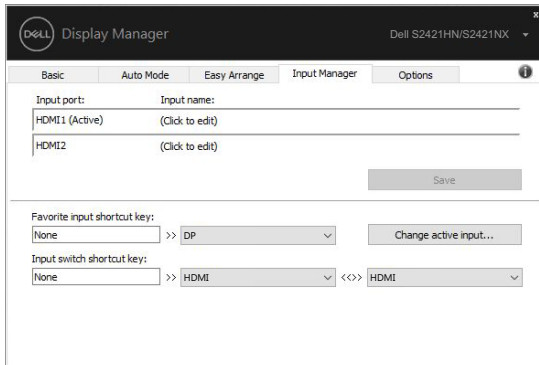 x
DELL Display Manager Dell S2421HN/S2421NX
Basic Auto Mode Easy Arrange Input Manager Options i
Input port: Input name:
HDMI1 (Active) (Click to edit)
HDMI2 (Click to edit)
Save
Favorite input shortcut key:
None >> DP Change active input...
Input switch shortcut key:
None >> HDMI <<>> HDMI